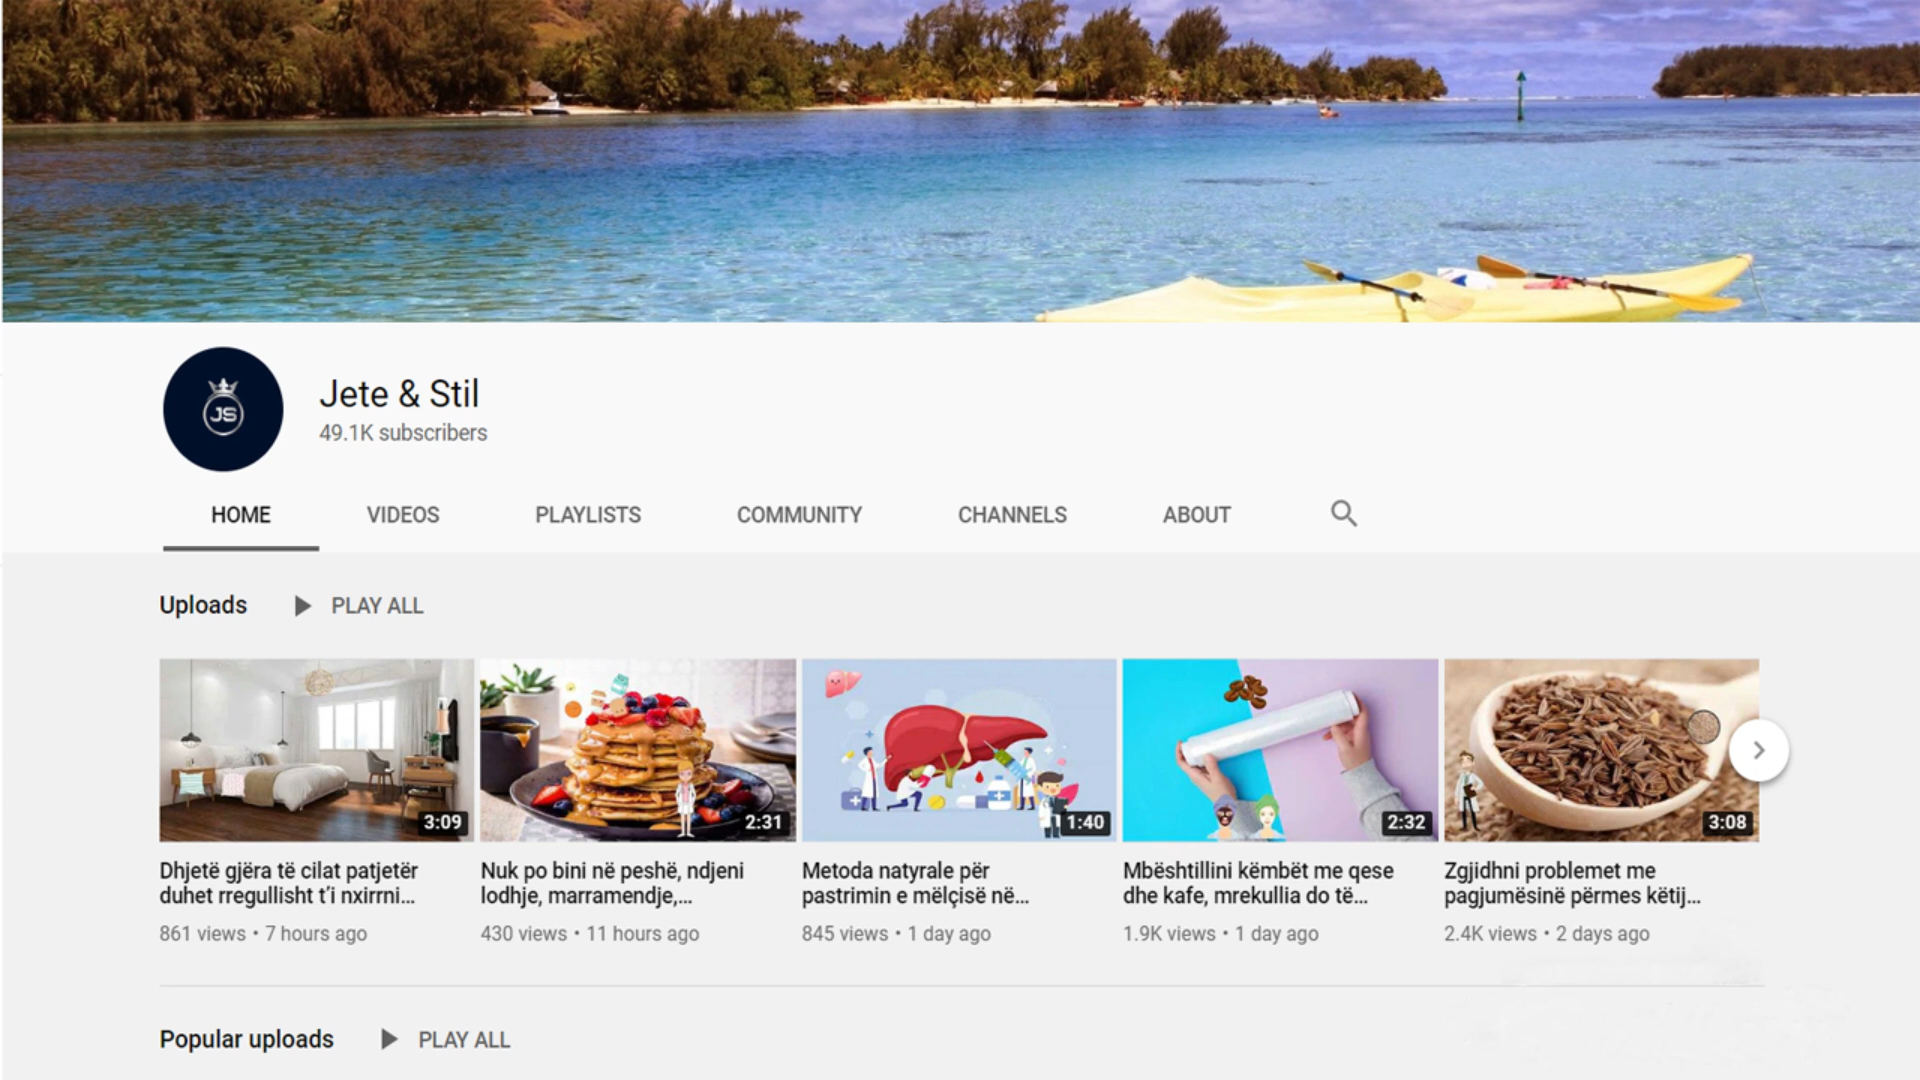 JS
Jete & Stil
49.1K subscribers
HOME
VIDEOS
PLAYLISTS
COMMUNITY
CHANNELS
ABOUT
Uploads
PLAY ALL
3:09
2:31
1:40
2:32
3:08
Dhjetë gjëra të cilat patjetër
duhet rregullisht t'i nxirrni...
861 views • 7 hours ago
Nuk po bini në peshë, ndjeni
lodhje, marramendje,...
430 views • 11 hours ago
Metoda natyrale për
pastrimin e mëlçisë në...
845 views • 1 day ago
Mbështillini këmbët me qese
dhe kafe, mrekullia do të...
1.9K views • 1 day ago
Zgjidhni problemet me
pagjumësinë përmes këtij...
2.4K views • 2 days ago
Popular uploads
PLAY ALL